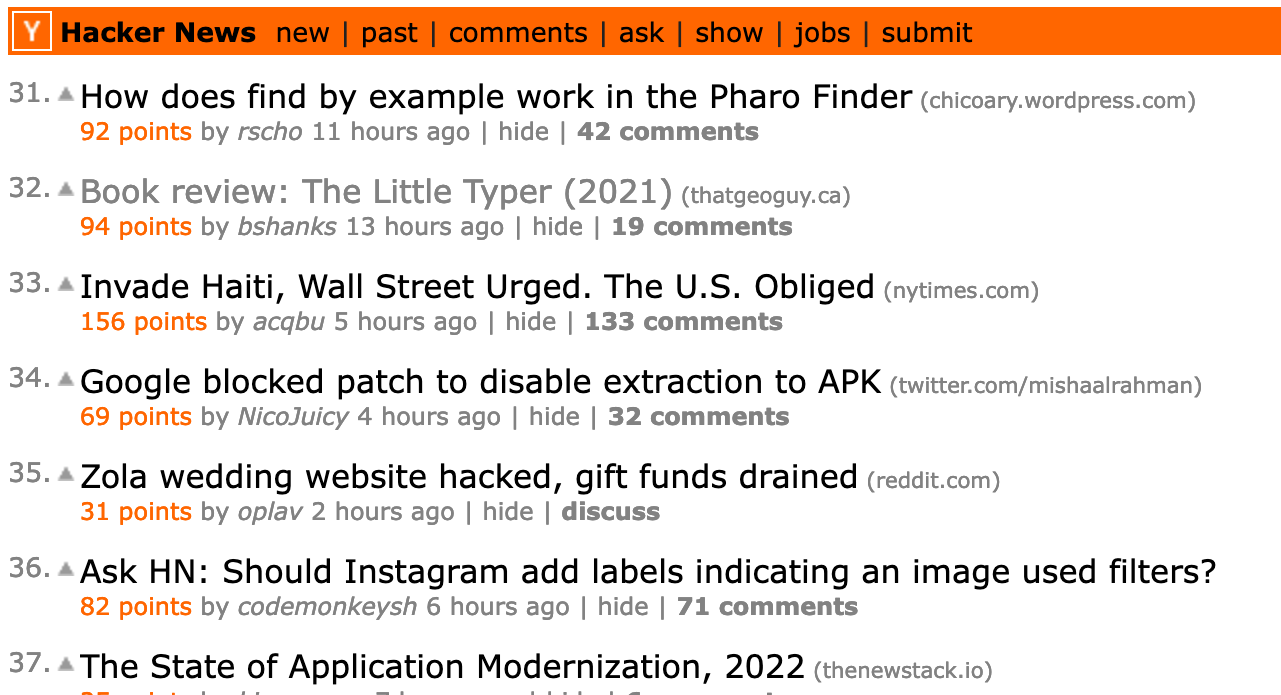 Y Hacker News new | past | comments | ask | show | jobs | submit
31. How does find by example work in the Pharo Finder (chicoary.wordpress.com)
92 points by rscho 11 hours ago | hide | 42 comments
32. Book review: The Little Typer (2021) (thatgeoguy.ca)
94 points by bshanks 13 hours ago | hide | 19 comments
33. Invade Haiti, Wall Street Urged. The U.S. Obliged (nytimes.com)
156 points by acqbu 5 hours ago | hide | 133 comments
34. Google blocked patch to disable extraction to APK (twitter.com/mishaalrahman)
69 points by NicoJuicy 4 hours ago | hide | 32 comments
35. Zola wedding website hacked, gift funds drained (reddit.com)
31 points by oplav 2 hours ago | hide | discuss
36. Ask HN: Should Instagram add labels indicating an image used filters?
82 points by codemonkeysh 6 hours ago | hide | 71 comments
37. The State of Application Modernization, 2022 (thenewstack.io)